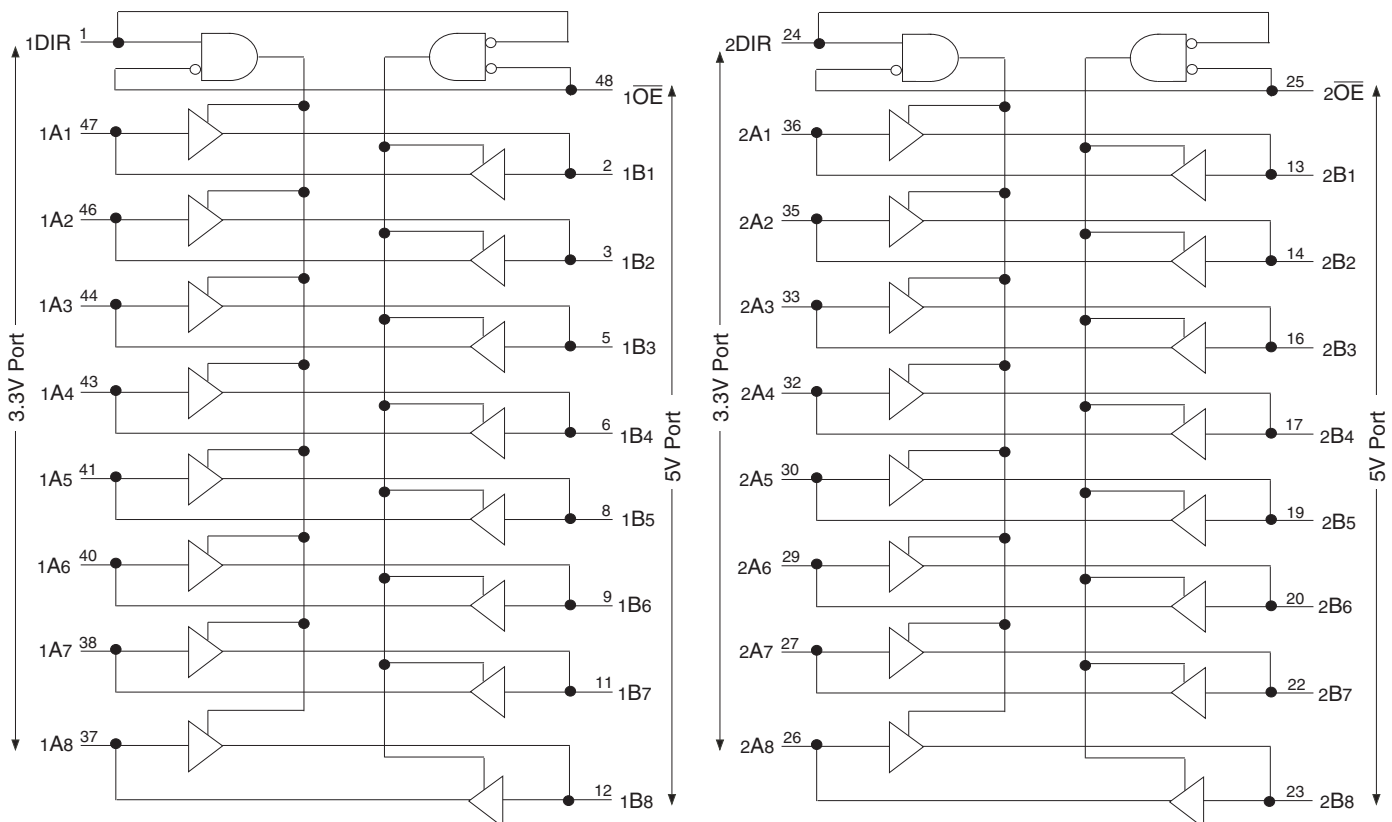 1DIR 1
48 1OE
1A1 47
2 1B1
1A2 46
3 1B2
1A3 44
5 1B3
1A4 43
6 1B4
1A5 41
8 1B5
1A6 40
9 1B6
1A7 38
11 1B7
1A8 37
12 1B8
3.3V Port
5V Port
2DIR 24
25 2OE
2A1 36
13 2B1
2A2 35
14 2B2
2A3 33
16 2B3
2A4 32
17 2B4
2A5 30
19 2B5
2A6 29
20 2B6
2A7 27
22 2B7
2A8 26
23 2B8
3.3V Port
5V Port